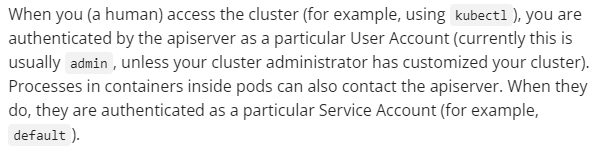 When you (a human) access the cluster (for example, using kubectl ), you are
authenticated by the apiserver as a particular User Account (currently this is
usually admin , unless your cluster administrator has customized your cluster).
Processes in containers inside pods can also contact the apiserver. When they
do, they are authenticated as a particular Service Account (for example,
default ).